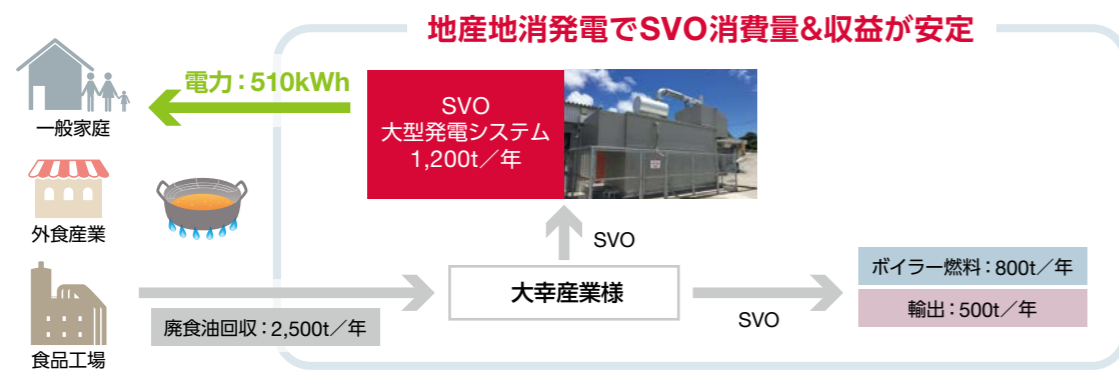 地産地消発電でSVO消費量&収益が安定
電力：510kWh
一般家庭
SVO
大型発電システム
1,200t／年
外食産業
SVO
大幸産業様
ボイラー燃料：800t／年
輸出：500t／年
SVO
廃食油回収：2,500t／年
食品工場